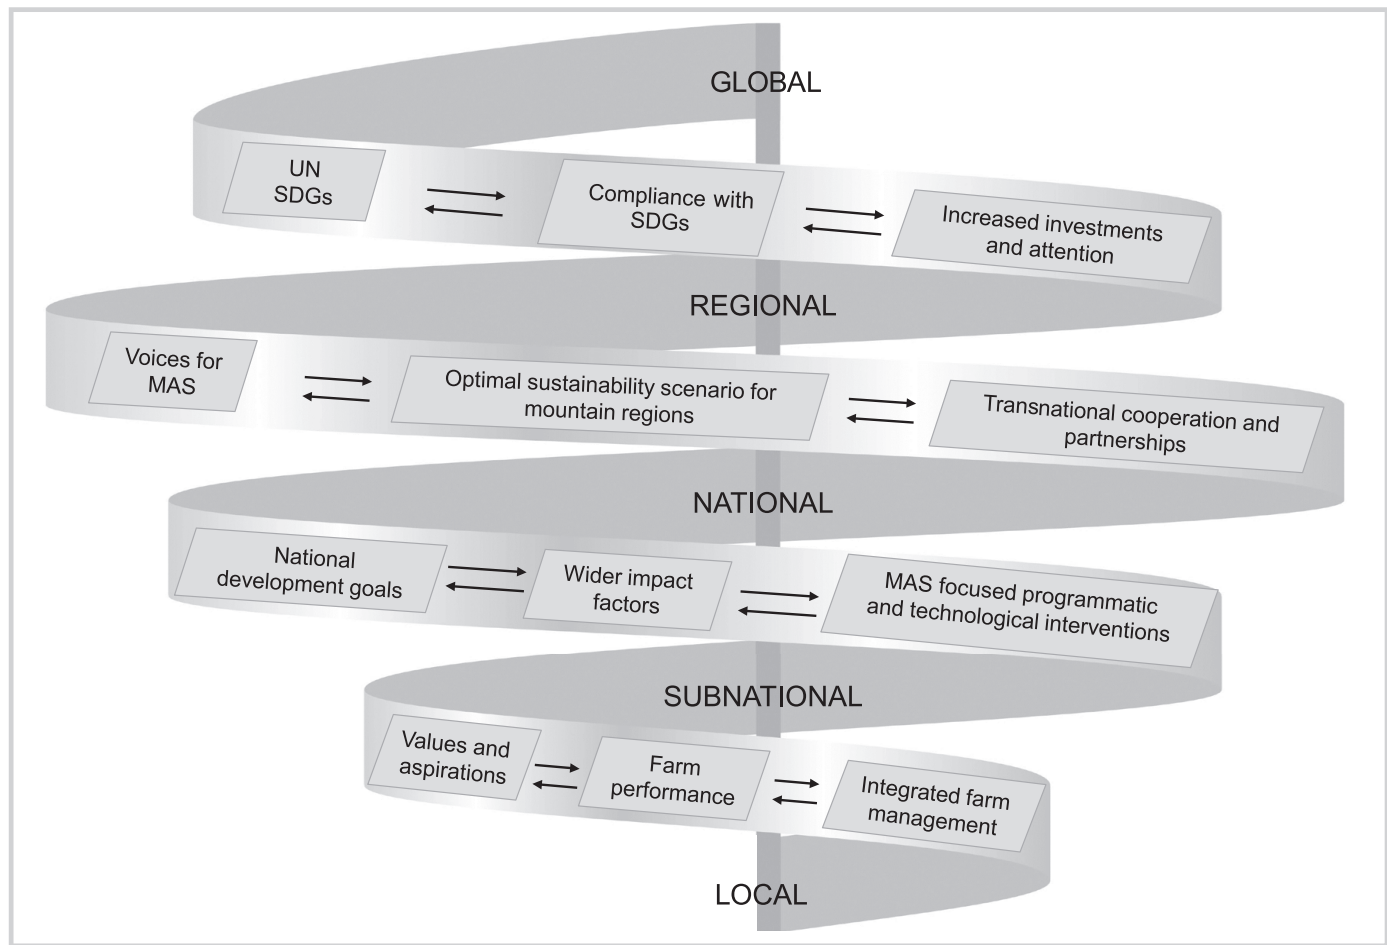 GLOBAL
UN
SDGs
Compliance with
SDGs
Increased investments
and attention
REGIONAL
Voices for
MAS
Optimal sustainability scenario for
mountain regions
Transnational cooperation and
partnerships
NATIONAL
National
development goals
Wider impact
factors
MAS focused programmatic
and technological interventions
SUBNATIONAL
Values and
aspirations
Farm
performance
Integrated farm
management
LOCAL